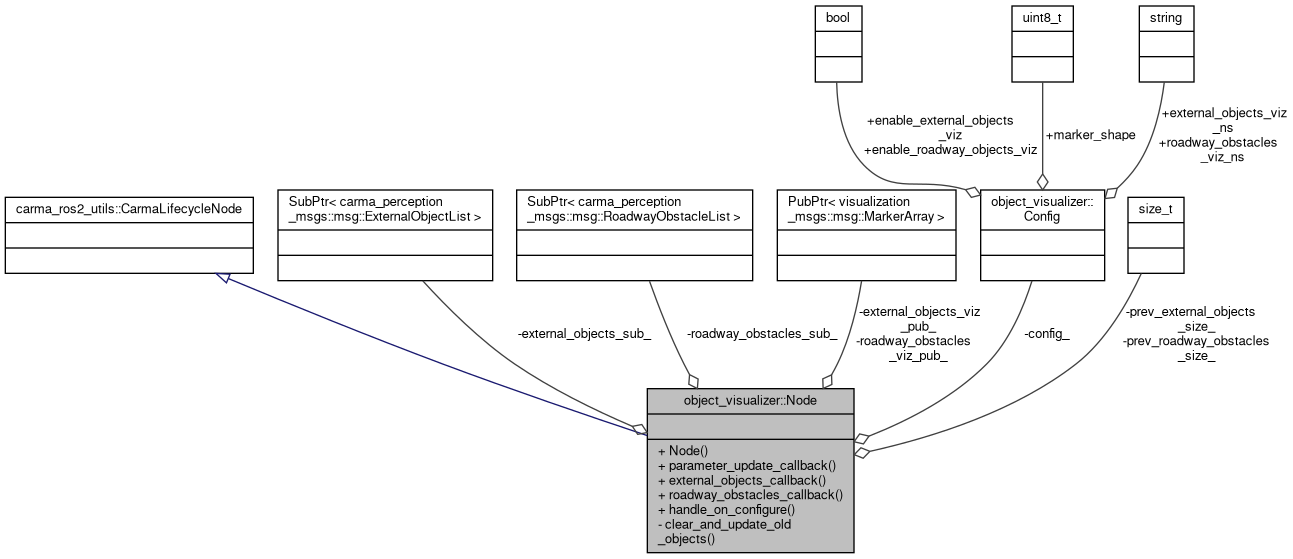 bool
uint8_t
string
+enable_external_objects
_viz
+enable_roadway_objects_viz
+marker_shape
+external_objects_viz
_ns
+roadway_obstacles
_viz_ns
carma_ros2_utils::CarmaLifecycleNode
SubPtr< carma_perception
_msgs::msg::ExternalObjectList >
SubPtr< carma_perception
_msgs::msg::RoadwayObstacleList >
PubPtr< visualization
_msgs::msg::MarkerArray >
object_visualizer::
Config
size_t
-external_objects_sub_
-roadway_obstacles_sub_
-external_objects_viz
_pub_
-roadway_obstacles
_viz_pub_
-config_
-prev_external_objects
_size_
-prev_roadway_obstacles
_size_
object_visualizer::Node
+ Node()
+ parameter_update_callback()
+ external_objects_callback()
+ roadway_obstacles_callback()
+ handle_on_configure()
- clear_and_update_old
_objects()